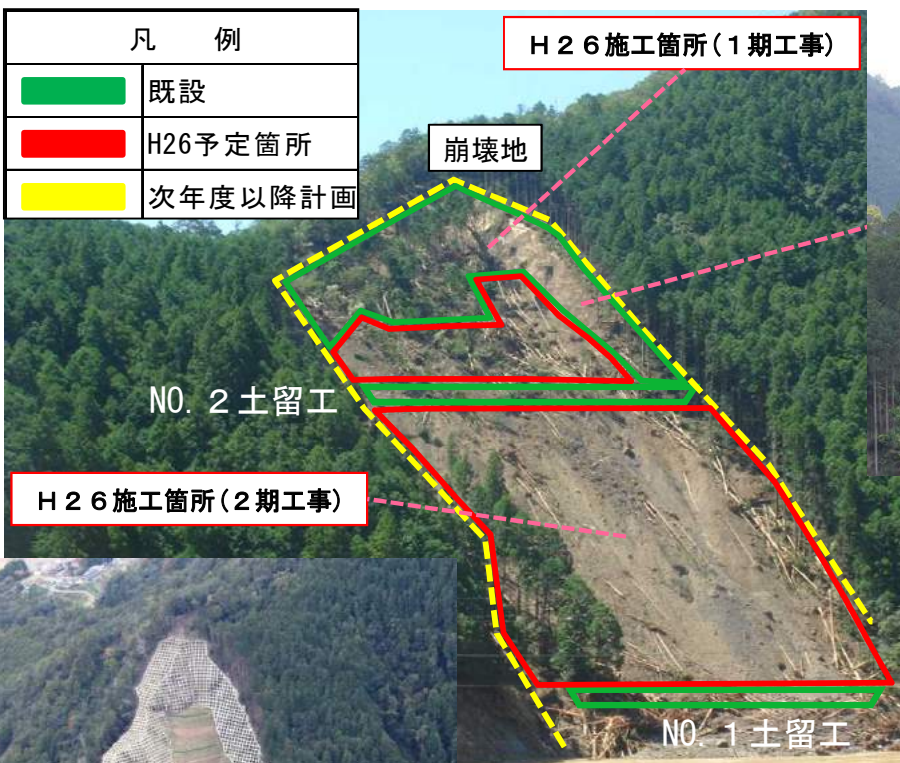 凡　例
既設
H26予定箇所
次年度以降計画
H26施工箇所(1期工事)
崩壊地
NO.2土留工
H26施工箇所(2期工事)
NO.1土留工